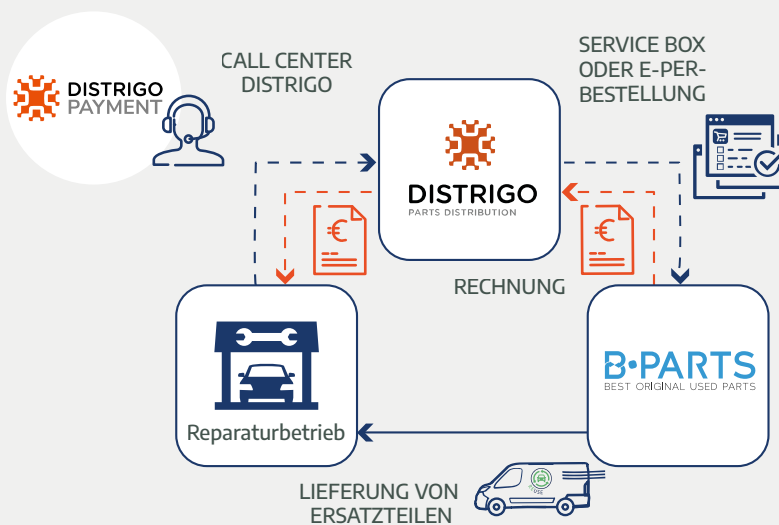 DISTRIGO
PAYMENT
CALL CENTER
DISTRIGO
SERVICE BOX
ODER E-PER-
BESTELLUNG
DISTRIGO
PARTS DISTRIBUTION
€
€
RECHNUNG
Reparaturbetrieb
B•PARTS
BEST ORIGINAL USED PARTS
LIEFERUNG VON
ERSATZTEILEN